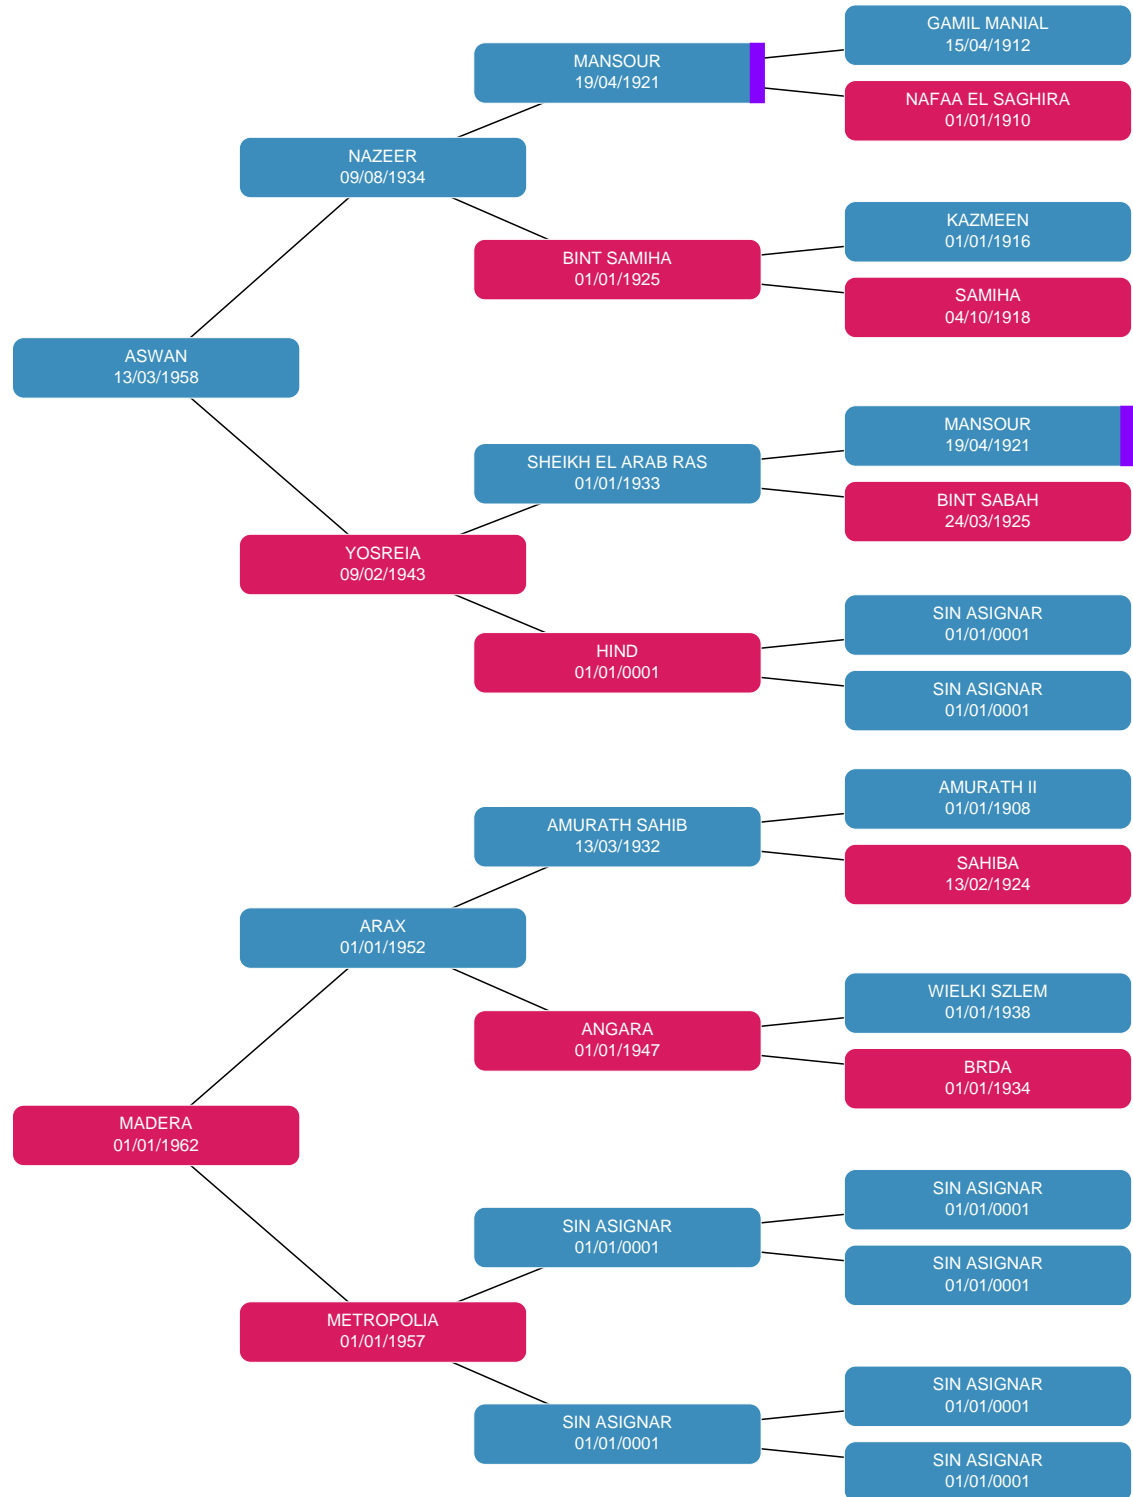 GAMIL MANIAL
15/04/1912
MANSOUR
19/04/1921
NAFAA EL SAGHIRA
01/01/1910
NAZEER
09/08/1934
KAZMEEN
01/01/1916
BINT SAMIHA
01/01/1925
SAMIHA
04/10/1918
ASWAN
13/03/1958
MANSOUR
19/04/1921
SHEIKH EL ARAB RAS
01/01/1933
BINT SABAH
24/03/1925
YOSREIA
09/02/1943
SIN ASIGNAR
01/01/0001
HIND
01/01/0001
SIN ASIGNAR
01/01/0001
AMURATH II
01/01/1908
AMURATH SAHIB
13/03/1932
SAHIBA
13/02/1924
ARAX
01/01/1952
WIELKI SZLEM
01/01/1938
ANGARA
01/01/1947
BRDA
01/01/1934
MADERA
01/01/1962
SIN ASIGNAR
01/01/0001
SIN ASIGNAR
01/01/0001
SIN ASIGNAR
01/01/0001
METROPOLIA
01/01/1957
SIN ASIGNAR
01/01/0001
SIN ASIGNAR
01/01/0001
SIN ASIGNAR
01/01/0001